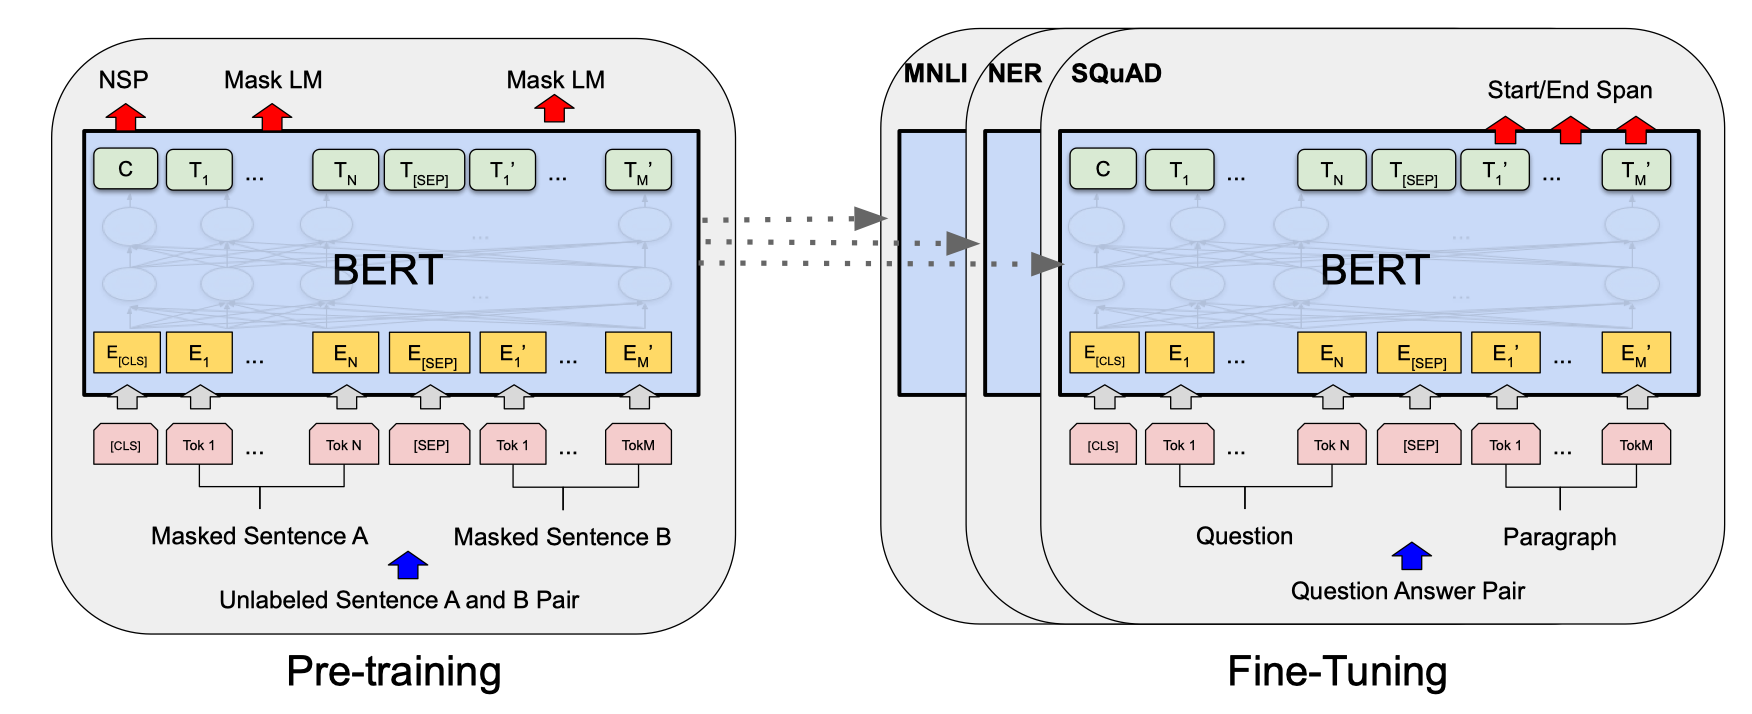 NSP Mask LM Mask LM
C T1 ... TN T[SEP] T1' ... TM'
...
BERT
...
E[CLS] E1 ... EN E[SEP] E1' ... EM'
[CLS] Tok 1 ... Tok N [SEP] Tok 1 ... TokM
Masked Sentence A Masked Sentence B
Unlabeled Sentence A and B Pair
Pre-training
MNLI NER SQuAD
Start/End Span
C T1 ... TN T[SEP] T1' ... TM'
...
BERT
...
E[CLS] E1 ... EN E[SEP] E1' ... EM'
[CLS] Tok 1 ... Tok N [SEP] Tok 1 ... TokM
Question Paragraph
Question Answer Pair
Fine-Tuning